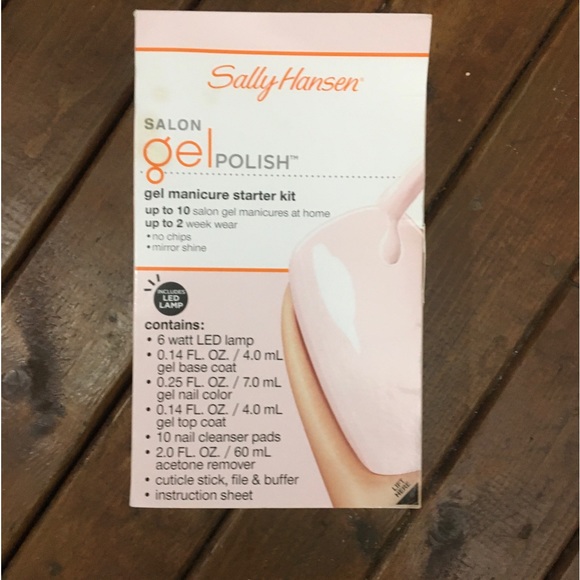 Sally Hansen®
SALON
gel POLISH™
gel manicure starter kit
up to 10 salon gel manicures at home
up to 2 week wear
• no chips
• mirror shine
INCLUDES
LED
LAMP
contains:
• 6 watt LED lamp
• 0.14 FL. OZ. / 4.0 mL
gel base coat
• 0.25 FL. OZ. / 7.0 mL
gel nail color
• 0.14 FL. OZ. / 4.0 mL
gel top coat
• 10 nail cleanser pads
• 2.0 FL. OZ. / 60 mL
acetone remover
• cuticle stick, file & buffer
• instruction sheet
LIFT
HERE